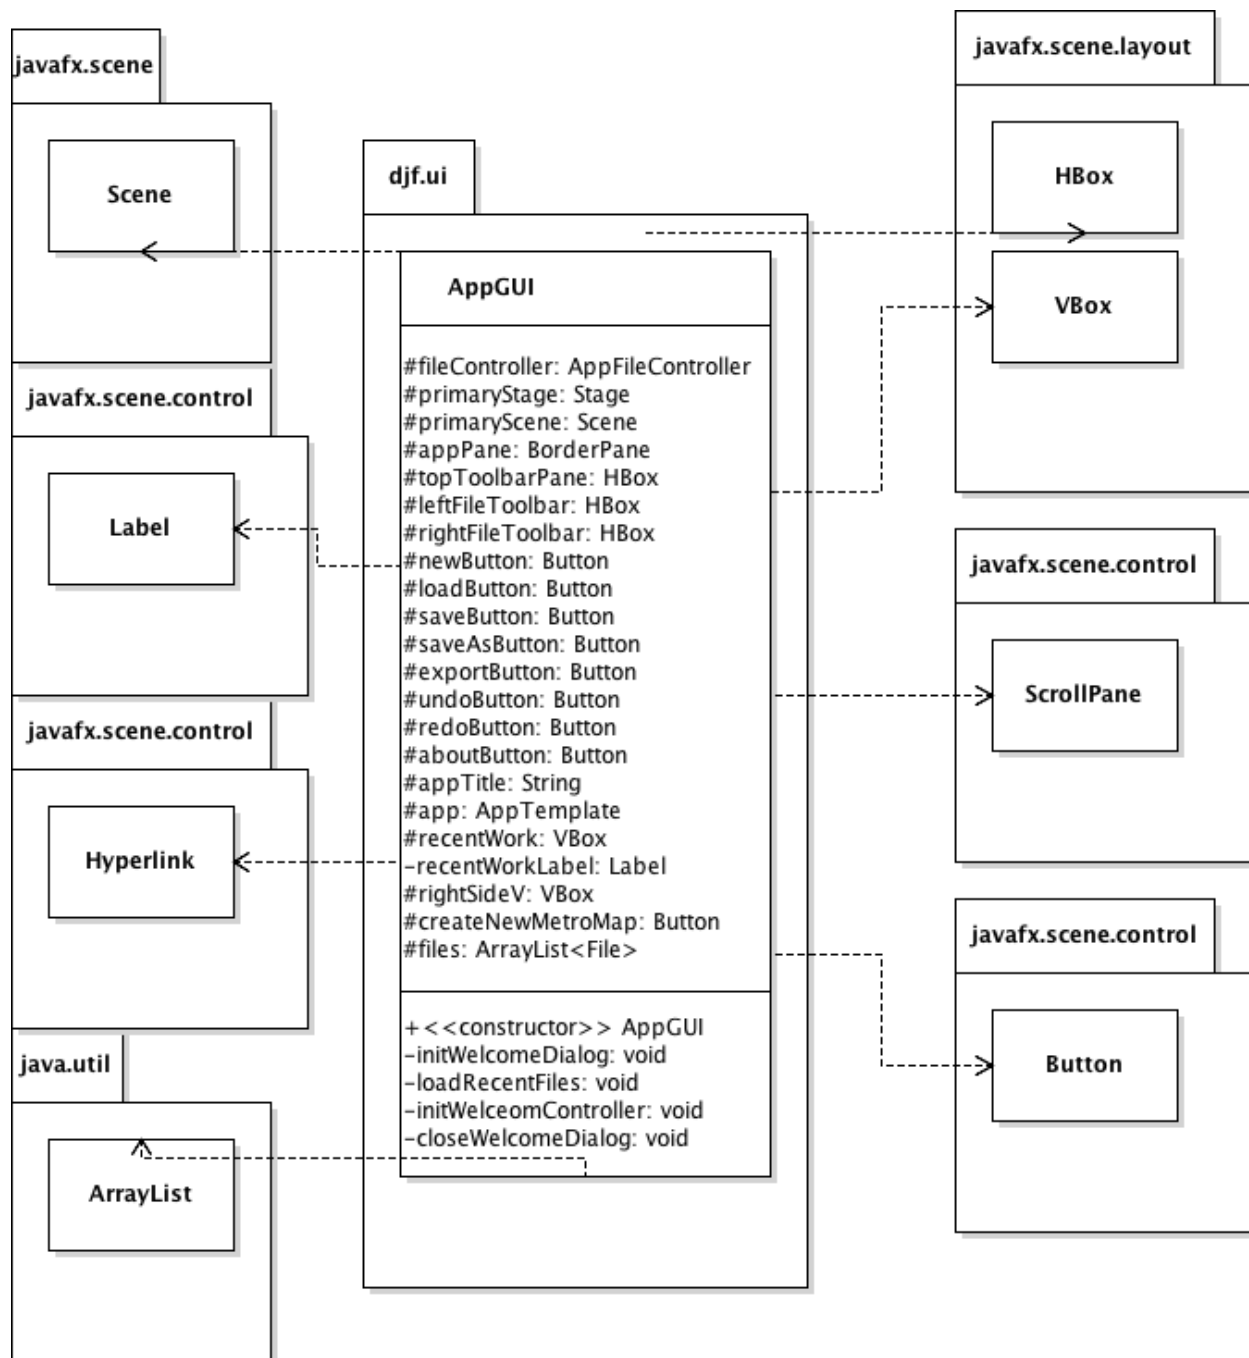 javafx.scene
Scene
javafx.scene.control
Label
javafx.scene.control
Hyperlink
java.util
ArrayList
djf.ui
AppGUI
#fileController: AppFileController
#primaryStage: Stage
#primaryScene: Scene
#appPane: BorderPane
#topToolbarPane: HBox
#leftFileToolbar: HBox
#rightFileToolbar: HBox
#newButton: Button
#loadButton: Button
#saveButton: Button
#saveAsButton: Button
#exportButton: Button
#undoButton: Button
#redoButton: Button
#aboutButton: Button
#appTitle: String
#app: AppTemplate
#recentWork: VBox
-recentWorkLabel: Label
#rightSideV: VBox
#createNewMetroMap: Button
#files: ArrayList<File>
+<<constructor>> AppGUI
-initWelcomeDialog: void
-loadRecentFiles: void
-initWelceomController: void
-closeWelcomeDialog: void
javafx.scene.layout
HBox
VBox
javafx.scene.control
ScrollPane
javafx.scene.control
Button